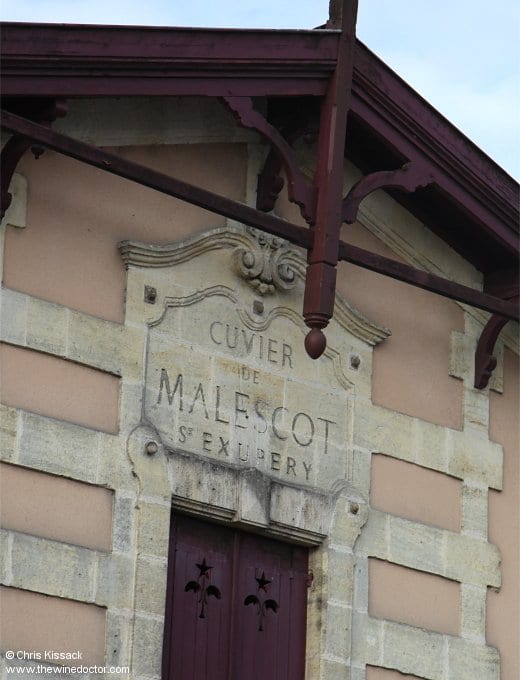 CUVIER
DE
MALESCOT
ST EXUPERY
© Chris Kissack
www.thewinedoctor.com